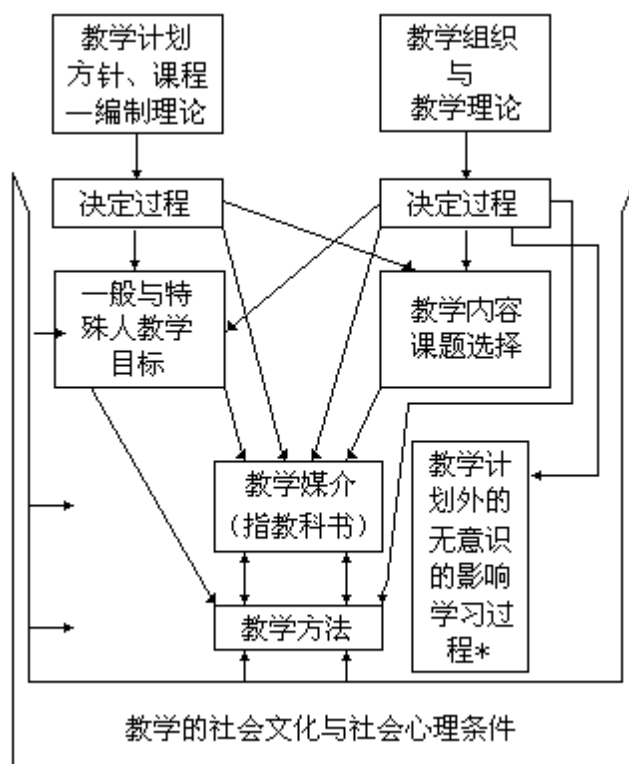 教学计划
方针、课程
—编制理论
教学组织
与
教学理论
决定过程
决定过程
一般与特
殊人教学
目标
教学内容
课题选择
教学媒介
（指教科书）
教学计
划外的
无意识
的影响
学习过
程*
教学方法
教学的社会文化与社会心理条件